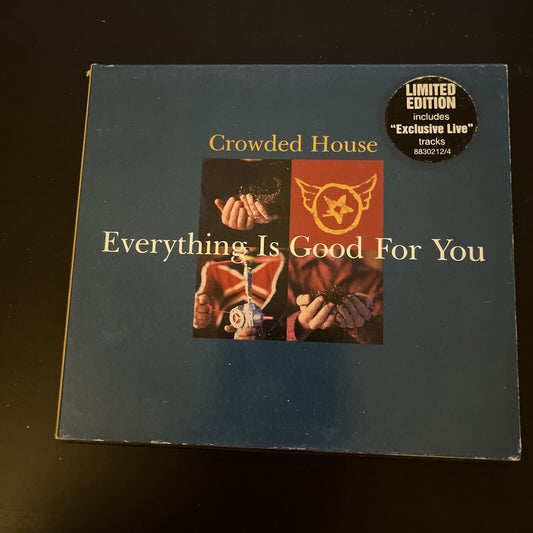 LIMITED
EDITION
includes
"Exclusive Live"
tracks
8830212/4
Crowded House
Everything Is Good For You